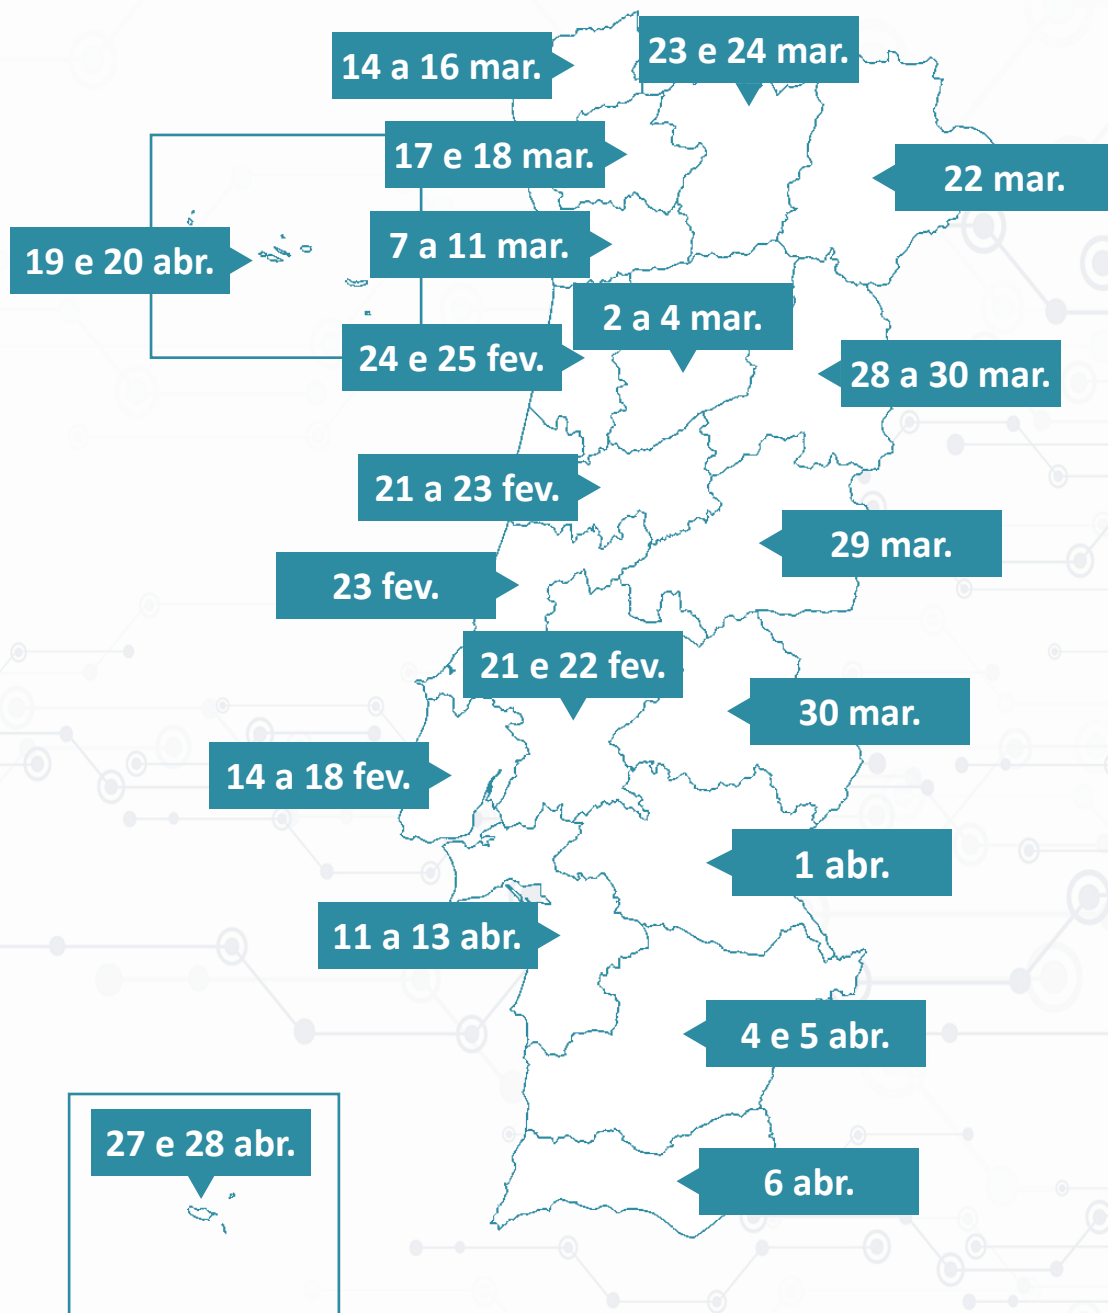 14 a 16 mar.
23 e 24 mar.
17 e 18 mar.
22 mar.
7 a 11 mar.
19 e 20 abr.
2 a 4 mar.
24 e 25 fev.
28 a 30 mar.
21 a 23 fev.
29 mar.
23 fev.
21 e 22 fev.
30 mar.
14 a 18 fev.
1 abr.
11 a 13 abr.
4 e 5 abr.
27 e 28 abr.
6 abr.